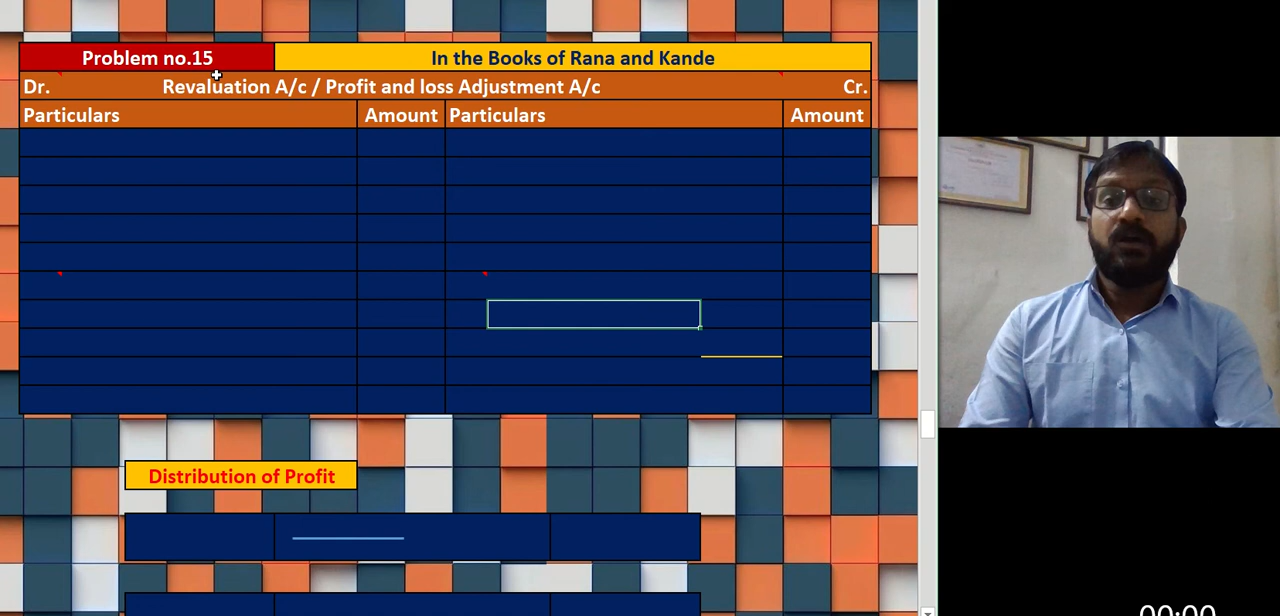 Problem no.15 In the Books of Rana and Kande
Dr. Revaluation A/c / Profit and loss Adjustment A/c Cr.
Particulars Amount Particulars Amount
Distribution of Profit
00:00